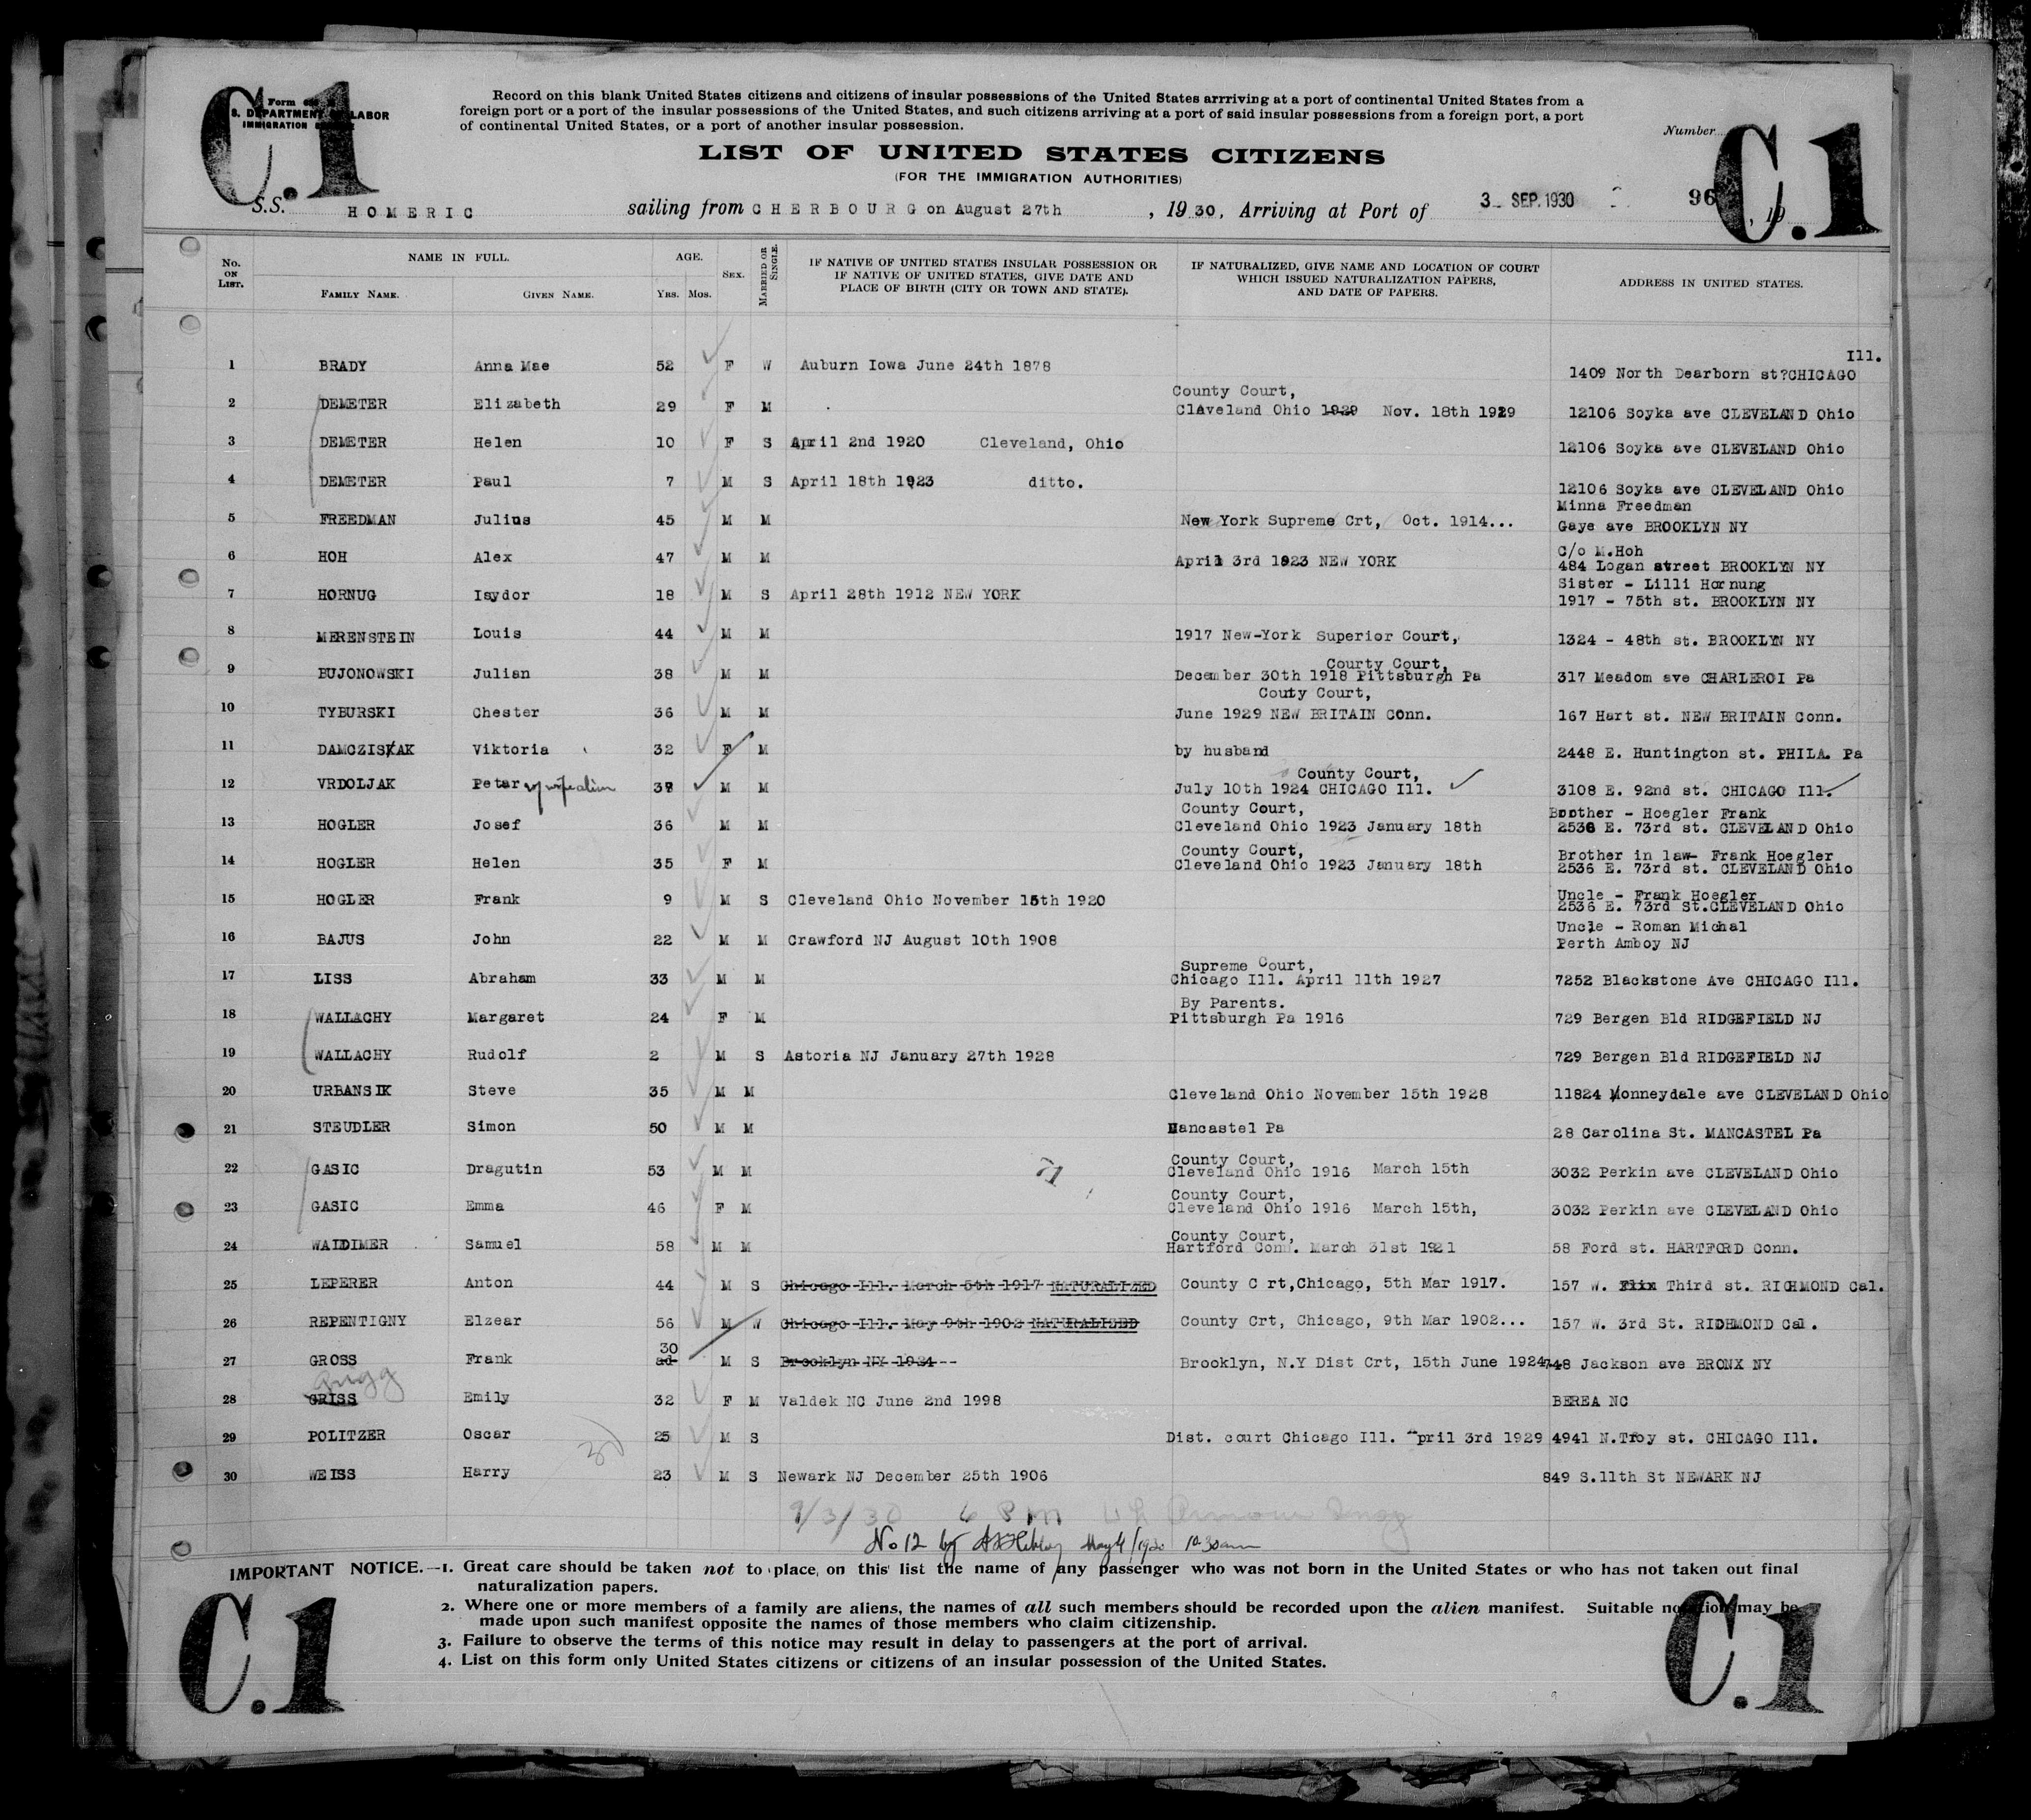 C.1
C.1
Form
S. DEPARTMENT OF LABOR
IMMIGRATION
Record on this blank United States citizens and citizens of insular possessions of the United States arrriving at a port of continental United States from a
foreign port or a port of the insular possessions of the United States, and such citizens arriving at a port of said insular possessions from a foreign port, a port
of continental United States, or a port of another insular possession.
Number
LIST OF UNITED STATES CITIZENS
(FOR THE IMMIGRATION AUTHORITIES)
S.S. HOMERIC sailing from CHERBOURG on August 27th, 1930, Arriving at Port of 3 SEP. 1930 96 , 19
No. ON LIST. NAME IN FULL. FAMILY NAME. GIVEN NAME. AGE. YRS. MOS. SEX. MARRIED OR SINGLE. IF NATIVE OF UNITED STATES INSULAR POSSESSION OR IF NATIVE OF UNITED STATES, GIVE DATE AND PLACE OF BIRTH (CITY OR TOWN AND STATE). IF NATURALIZED, GIVE NAME AND LOCATION OF COURT WHICH ISSUED NATURALIZATION PAPERS, AND DATE OF PAPERS. ADDRESS IN UNITED STATES.
Ill.
1 BRADY Anna Mae 52 F W Auburn Iowa June 24th 1878 1409 North Dearborn st?CHICAGO
County Court,
2 DEMETER Elizabeth 29 F M Cleveland Ohio 1929 Nov. 18th 1929 12106 Soyka ave CLEVELAND Ohio
3 DEMETER Helen 10 F S April 2nd 1920 Cleveland, Ohio 12106 Soyka ave CLEVELAND Ohio
4 DEMETER Paul 7 M S April 18th 1923 ditto. 12106 Soyka ave CLEVELAND Ohio
Minna Freedman
5 FREEDMAN Julius 45 M M New York Supreme Crt, Oct. 1914... Gaye ave BROOKLYN NY
C/o M.Hoh
6 HOH Alex 47 M M April 3rd 1923 NEW YORK 484 Logan street BROOKLYN NY
Sister - Lilli Hornung
7 HORNUG Isydor 18 M S April 28th 1912 NEW YORK 1917 - 75th st. BROOKLYN NY
8 MERENSTEIN Louis 44 M M 1917 New-York Superior Court, 1324 - 48th st. BROOKLYN NY
Courty Court,
9 BUJONOWSKI Julian 38 M M December 30th 1918 Pittsburgh Pa 317 Meadom ave CHARLEROI Pa
Couty Court,
10 TYBURSKI Chester 36 M M June 1929 NEW BRITAIN Conn. 167 Hart st. NEW BRITAIN Conn.
11 DAMCZISKAK Viktoria 32 F M by husband 2448 E. Huntington st. PHILA. Pa
County Court,
12 VRDOLJAK Petar 38 M M July 10th 1924 CHICAGO Ill. 3108 E. 92nd st. CHICAGO Ill.
County Court, Brother - Hoegler Frank
13 HOGLER Josef 36 M M Cleveland Ohio 1923 January 18th 2536 E. 73rd st. CLEVELAND Ohio
County Court, Brother in law- Frank Hoegler
14 HOGLER Helen 35 F M Cleveland Ohio 1923 January 18th 2536 E. 73rd st. CLEVELAND Ohio
Uncle - Frank Hoegler
15 HOGLER Frank 9 M S Cleveland Ohio November 15th 1920 2536 E. 73rd St.CLEVELAND Ohio
Uncle - Roman Michal
16 BAJUS John 22 M M Crawford NJ August 10th 1908 Perth Amboy NJ
Supreme Court,
17 LISS Abraham 33 M M Chicago Ill. April 11th 1927 7252 Blackstone Ave CHICAGO Ill.
By Parents.
18 WALLACHY Margaret 24 F M Pittsburgh Pa 1916 729 Bergen Bld RIDGEFIELD NJ
19 WALLACHY Rudolf 2 M S Astoria NJ January 27th 1928 729 Bergen Bld RIDGEFIELD NJ
20 URBANSIK Steve 35 M M Cleveland Ohio November 15th 1928 11824 Monneydale ave CLEVELAND Ohio
21 STEUDLER Simon 50 M M Mancastel Pa 28 Carolina St. MANCASTEL Pa
County Court,
22 GASIC Dragutin 53 M M Cleveland Ohio 1916 March 15th 3032 Perkin ave CLEVELAND Ohio
County Court,
23 GASIC Emma 46 F M Cleveland Ohio 1916 March 15th, 3032 Perkin ave CLEVELAND Ohio
County Court,
24 WALDIMER Samuel 58 M M Hartford Conn. March 31st 1921 58 Ford st. HARTFORD Conn.
25 LEPERER Anton 44 M S Chicago Ill. March 5th 1917 NATURALIZED County C rt,Chicago, 5th Mar 1917. 157 W. Third st. RICHMOND Cal.
26 REPENTIGNY Elzear 56 M W Chicago Ill. May 9th 1902 NATURALISED County Crt, Chicago, 9th Mar 1902... 157 W. 3rd St. RIDHMOND Cal.
30
27 GROSS Frank ad M S Brooklyn NY 1924-- Brooklyn, N.Y Dist Crt, 15th June 1924 748 Jackson ave BRONX NY
Grigg
28 GRISS Emily 32 F M Valdek NC June 2nd 1998 BEREA NC
29 POLITZER Oscar 25 M S Dist. court Chicago Ill. April 3rd 1929 4941 N.Troy st. CHICAGO Ill.
30 WEISS Harry 23 M S Newark NJ December 25th 1906 849 S.11th St NEWARK NJ
9/3/30 6 PM
No 12 by 10 30am
IMPORTANT NOTICE.—1. Great care should be taken not to place, on this list the name of any passenger who was not born in the United States or who has not taken out final
naturalization papers.
2. Where one or more members of a family are aliens, the names of all such members should be recorded upon the alien manifest. Suitable notation may be
made upon such manifest opposite the names of those members who claim citizenship.
3. Failure to observe the terms of this notice may result in delay to passengers at the port of arrival.
4. List on this form only United States citizens or citizens of an insular possession of the United States.
C.1
C.1